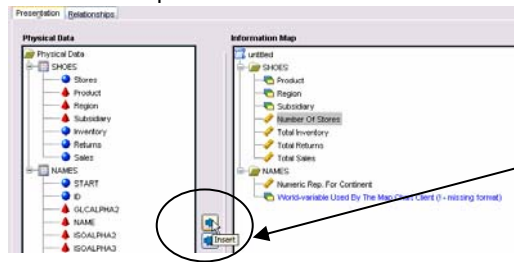 Presentation Relationships
Physical Data
Physical Data
SHOES
Stores
Product
Region
Subsidiary
Inventory
Returns
Sales
NAMES
START
ID
GLCALPHA2
NAME
ISOALPHA2
ISOALPHA3
Insert
Information Map
untitled
SHOES
Product
Region
Subsidiary
Number Of Stores
Total Inventory
Total Returns
Total Sales
NAMES
Numeric Rep. For Continent
World-variable Used By The Map Chart Client (! - missing format)